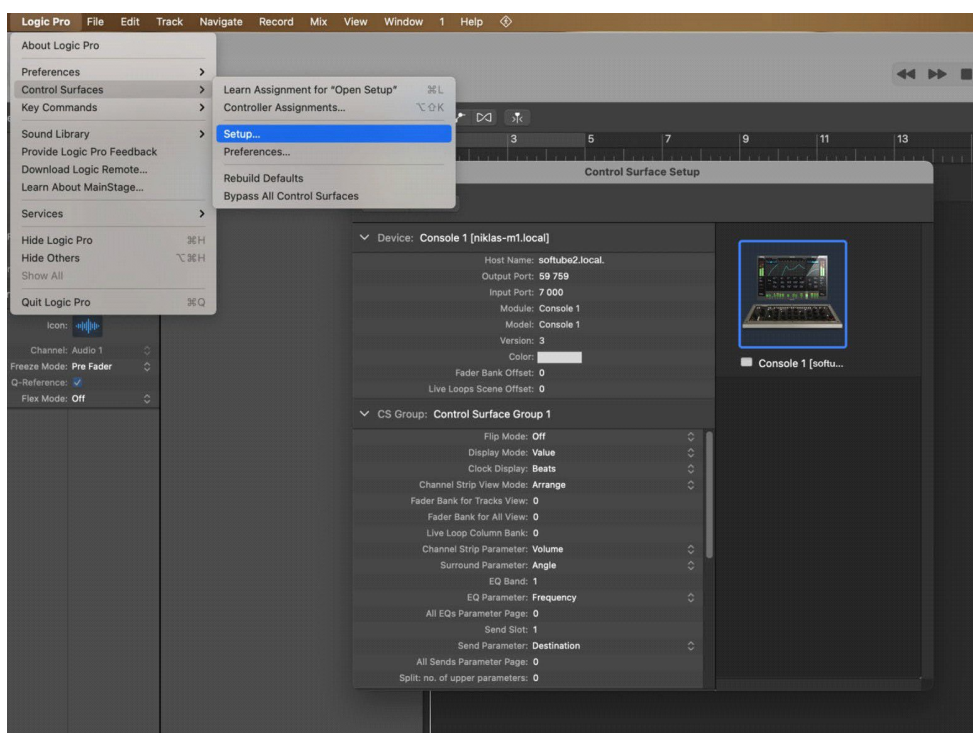 Logic Pro File Edit Track Navigate Record Mix View Window 1 Help
About Logic Pro
Preferences
Control Surfaces
Key Commands
Sound Library
Provide Logic Pro Feedback
Download Logic Remote...
Learn About MainStage...
Services
Hide Logic Pro ⌘H
Hide Others ⌥⌘H
Show All
Quit Logic Pro ⌘Q
Learn Assignment for "Open Setup" ⌘L
Controller Assignments... ⌥⇧K
Setup...
Preferences...
Rebuild Defaults
Bypass All Control Surfaces
3 5 7 9 11 13
Icon:
Channel: Audio 1
Freeze Mode: Pre Fader
Q-Reference:
Flex Mode: Off
Control Surface Setup
Device: Console 1 [niklas-m1.local]
Host Name: softube2.local.
Output Port: 59 759
Input Port: 7 000
Module: Console 1
Model: Console 1
Version: 3
Color:
Fader Bank Offset: 0
Live Loops Scene Offset: 0
CS Group: Control Surface Group 1
Flip Mode: Off
Display Mode: Value
Clock Display: Beats
Channel Strip View Mode: Arrange
Fader Bank for Tracks View: 0
Fader Bank for All View: 0
Live Loop Column Bank: 0
Channel Strip Parameter: Volume
Surround Parameter: Angle
EQ Band: 1
EQ Parameter: Frequency
All EQs Parameter Page: 0
Send Slot: 1
Send Parameter: Destination
All Sends Parameter Page: 0
Split: no. of upper parameters: 0
Console 1 [softu...